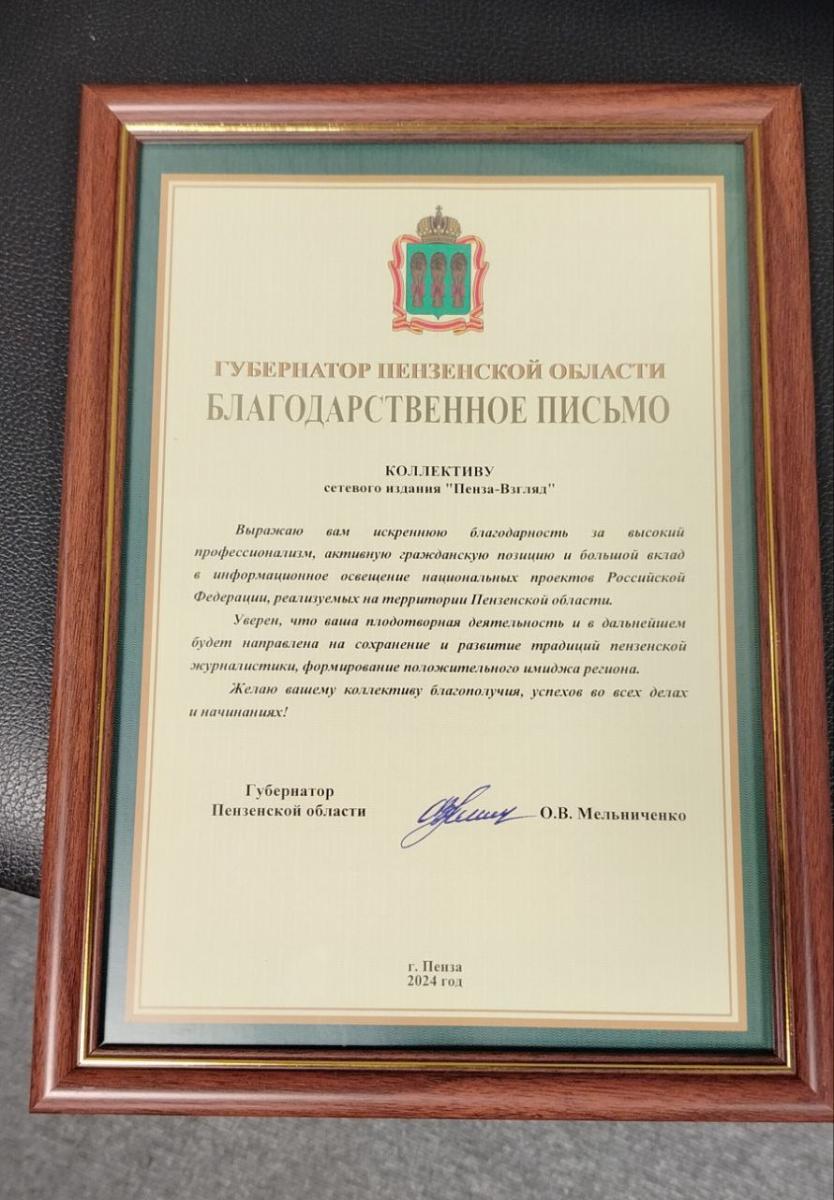 ГУБЕРНАТОР ПЕНЗЕНСКОЙ ОБЛАСТИ
БЛАГОДАРСТВЕННОЕ ПИСЬМО
КОЛЛЕКТИВУ
сетевого издания "Пенза-Взгляд"
Выражаю вам искреннюю благодарность за высокий
профессионализм, активную гражданскую позицию и большой вклад
в информационное освещение национальных проектов Российской
Федерации, реализуемых на территории Пензенской области.
Уверен, что ваша плодотворная деятельность и в дальнейшем
будет направлена на сохранение и развитие традиций пензенской
журналистики, формирование положительного имиджа региона.
Желаю вашему коллективу благополучия, успехов во всех делах
и начинаниях!
Губернатор
Пензенской области
О.В. Мельниченко
г. Пенза
2024 год